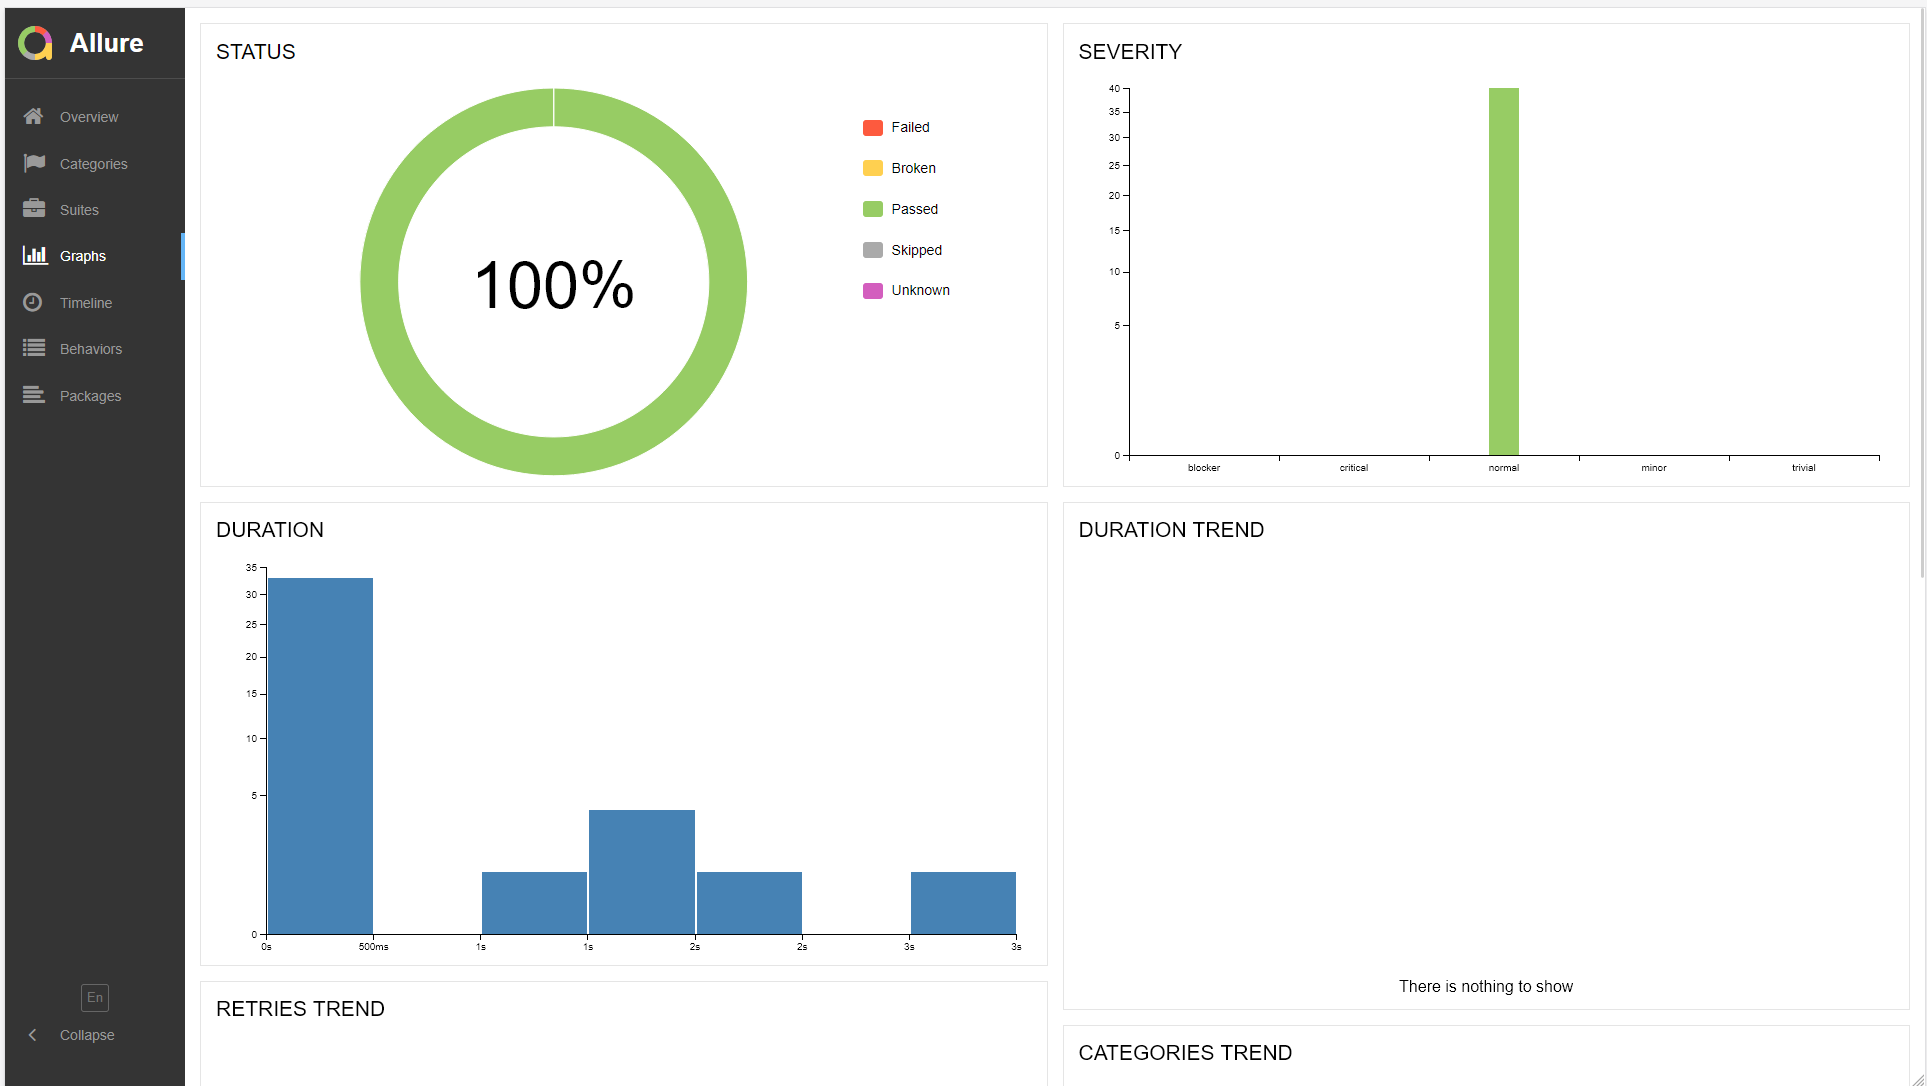 Allure
Overview
Categories
Suites
Graphs
Timeline
Behaviors
Packages
En
Collapse
STATUS
100%
Failed
Broken
Passed
Skipped
Unknown
SEVERITY
40
35
30
25
20
15
10
5
0
blocker critical normal minor trivial
DURATION
35
30
25
20
15
10
5
0
0s 500ms 1s 1s 2s 2s 3s 3s
DURATION TREND
There is nothing to show
RETRIES TREND
CATEGORIES TREND